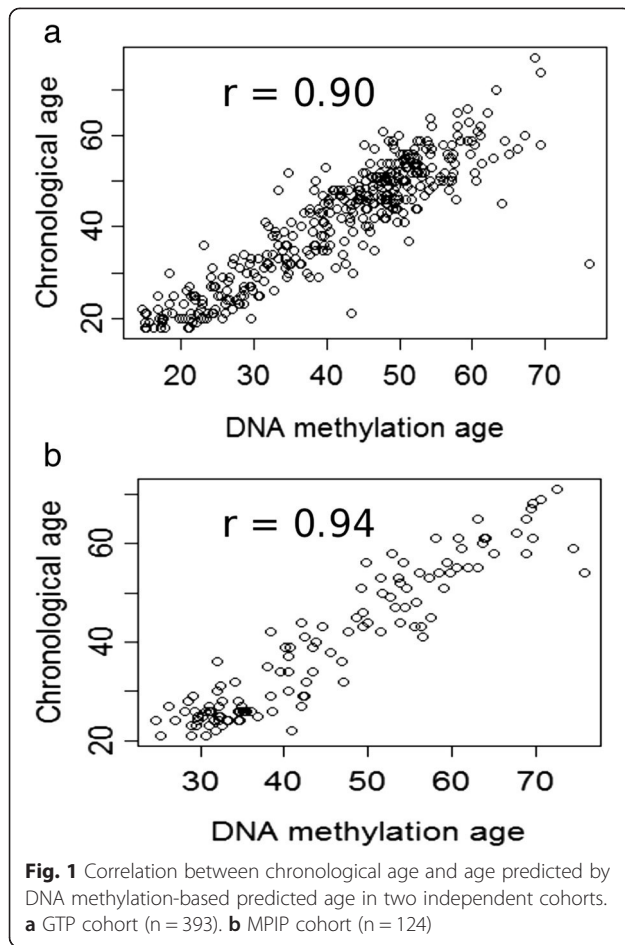 a
r = 0.90
Chronological age
20 40 60
20 30 40 50 60 70
DNA methylation age
b
r = 0.94
Chronological age
20 40 60
30 40 50 60 70
DNA methylation age
Fig. 1 Correlation between chronological age and age predicted by
DNA methylation-based predicted age in two independent cohorts.
a GTP cohort (n = 393). b MPIP cohort (n = 124)